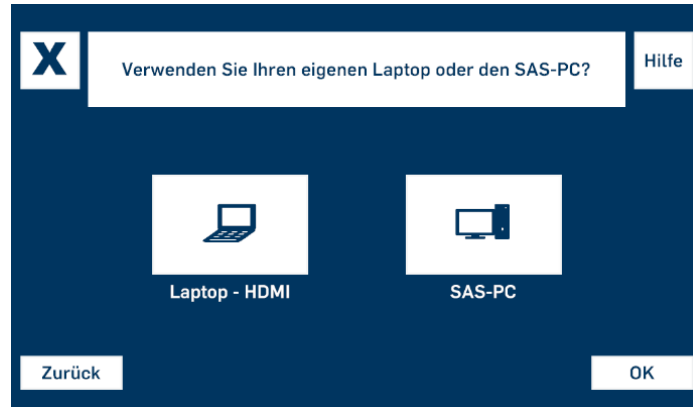 X
Verwenden Sie Ihren eigenen Laptop oder den SAS-PC?
Hilfe
Laptop - HDMI
SAS-PC
Zurück
OK